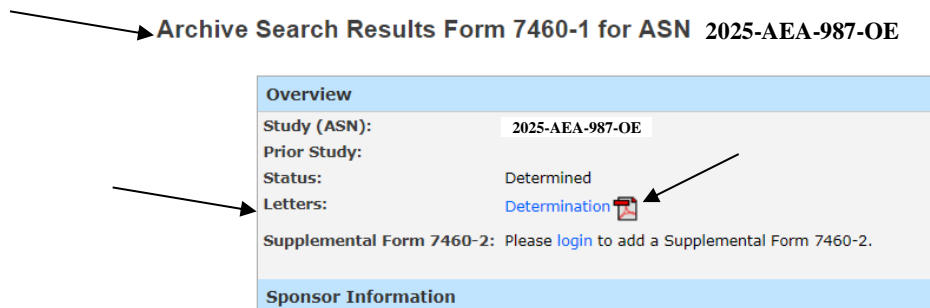 Archive Search Results Form 7460-1 for ASN 2025-AEA-987-OE
Overview
Study (ASN): 2025-AEA-987-OE
Prior Study:
Status: Determined
Letters: Determination
Supplemental Form 7460-2: Please login to add a Supplemental Form 7460-2.
Sponsor Information